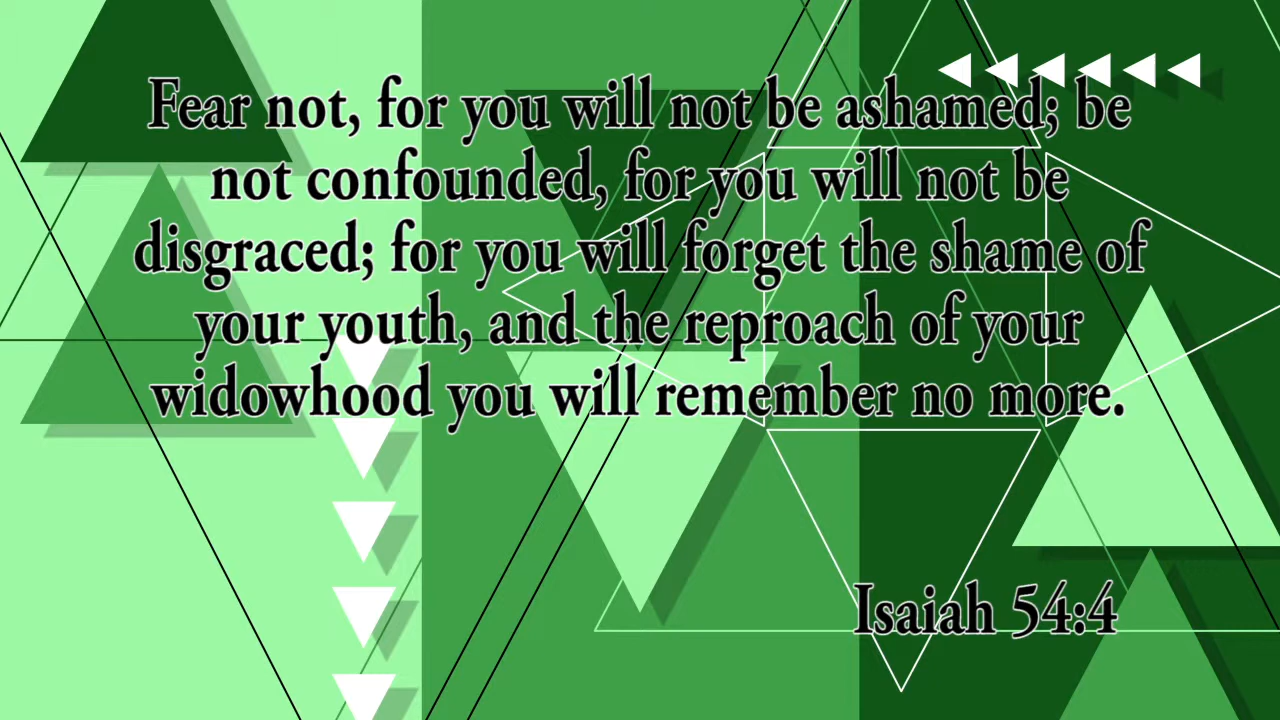 Fear not, for you will not be ashamed; be
not confounded, for you will not be
disgraced; for you will forget the shame of
your youth, and the reproach of your
widowhood you will remember no more.
Isaiah 54:4